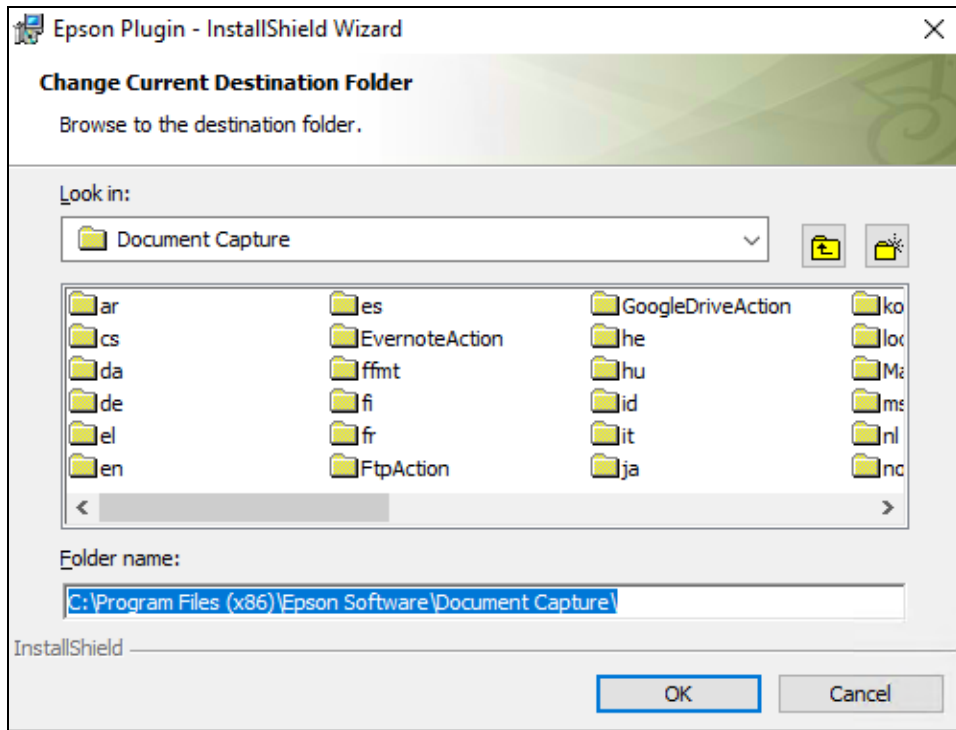 Epson Plugin - InstallShield Wizard
Change Current Destination Folder
Browse to the destination folder.
Look in:
Document Capture
ar es GoogleDriveAction ko
cs EvernoteAction he
da ffmt hu
de fi id
el fr it nl
en FtpAction ja
Folder name:
C:\Program Files (x86)\Epson Software\Document Capture\
InstallShield
OK Cancel